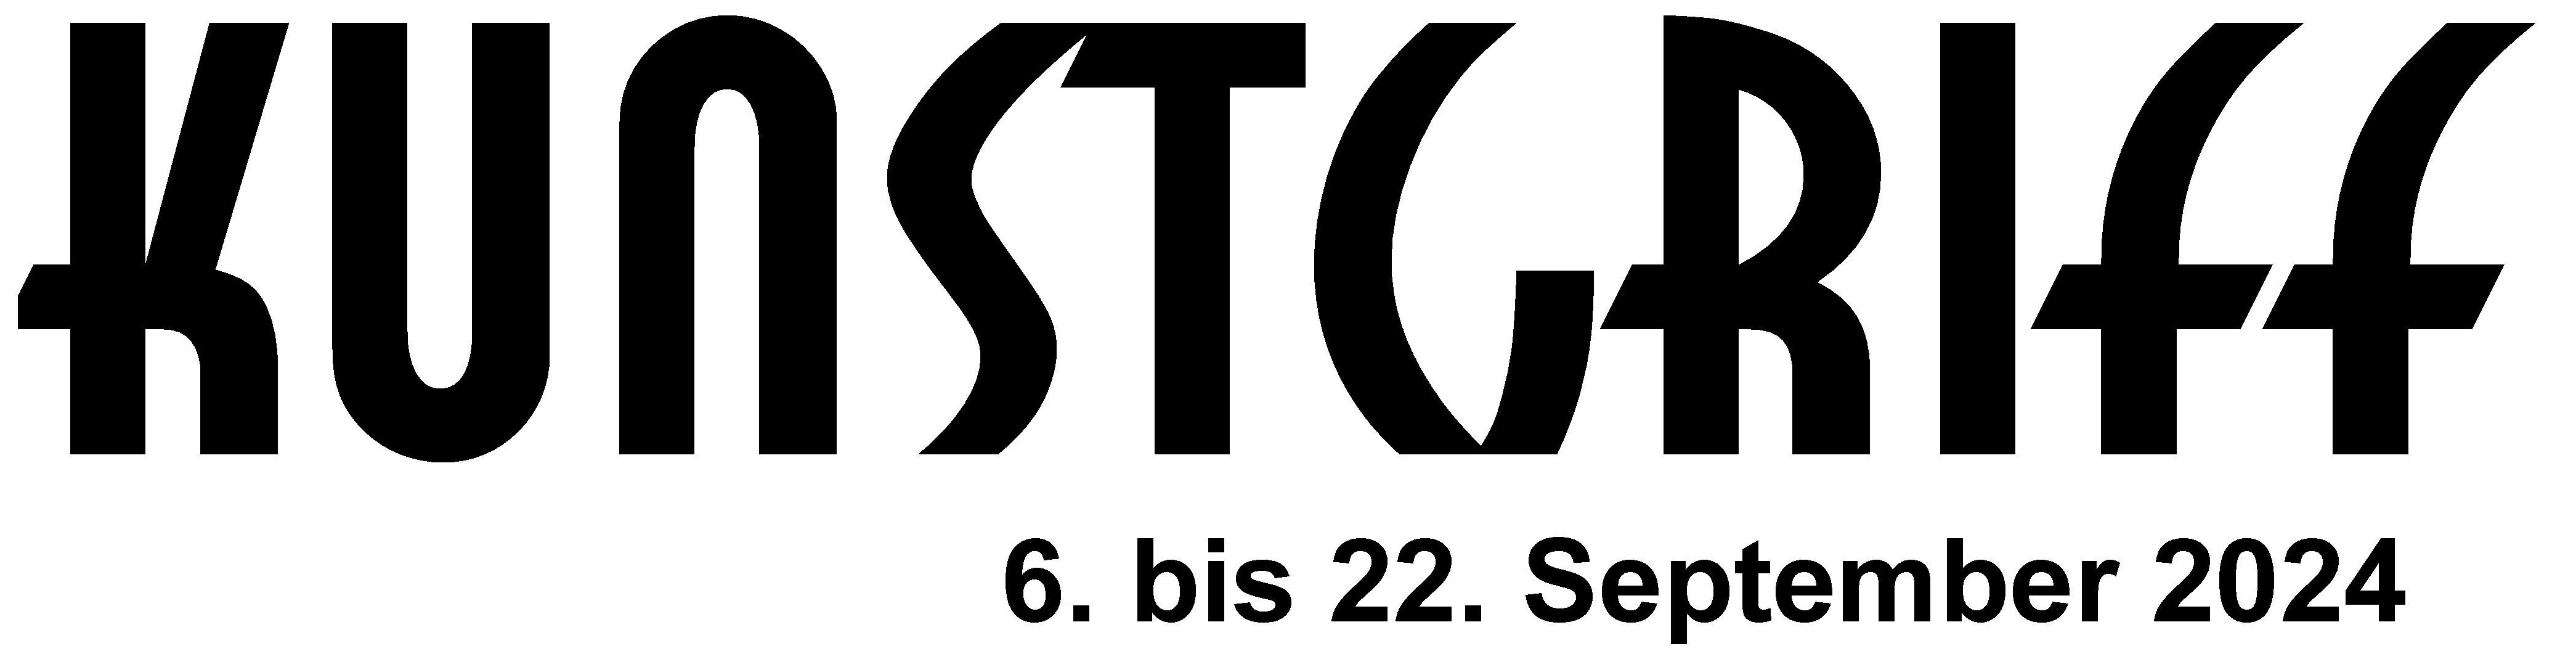 KUNSTGRIFF
6. bis 22. September 2024